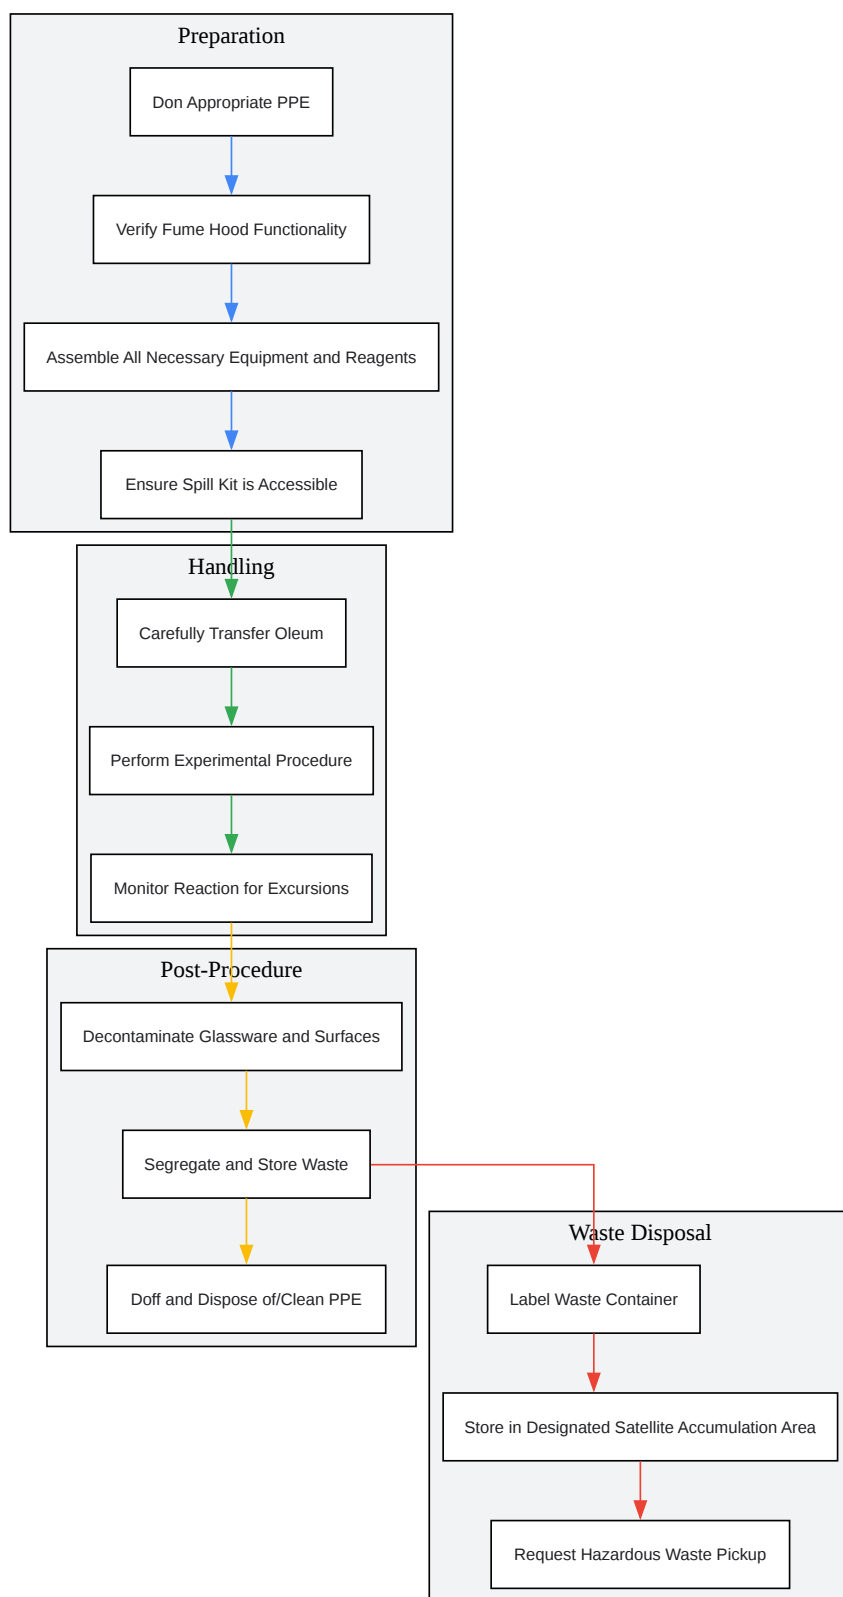 Preparation
Don Appropriate PPE
Verify Fume Hood Functionality
Assemble All Necessary Equipment and Reagents
Ensure Spill Kit is Accessible
Handling
Carefully Transfer Oleum
Perform Experimental Procedure
Monitor Reaction for Excursions
Post-Procedure
Decontaminate Glassware and Surfaces
Segregate and Store Waste
Doff and Dispose of/Clean PPE
Waste Disposal
Label Waste Container
Store in Designated Satellite Accumulation Area
Request Hazardous Waste Pickup